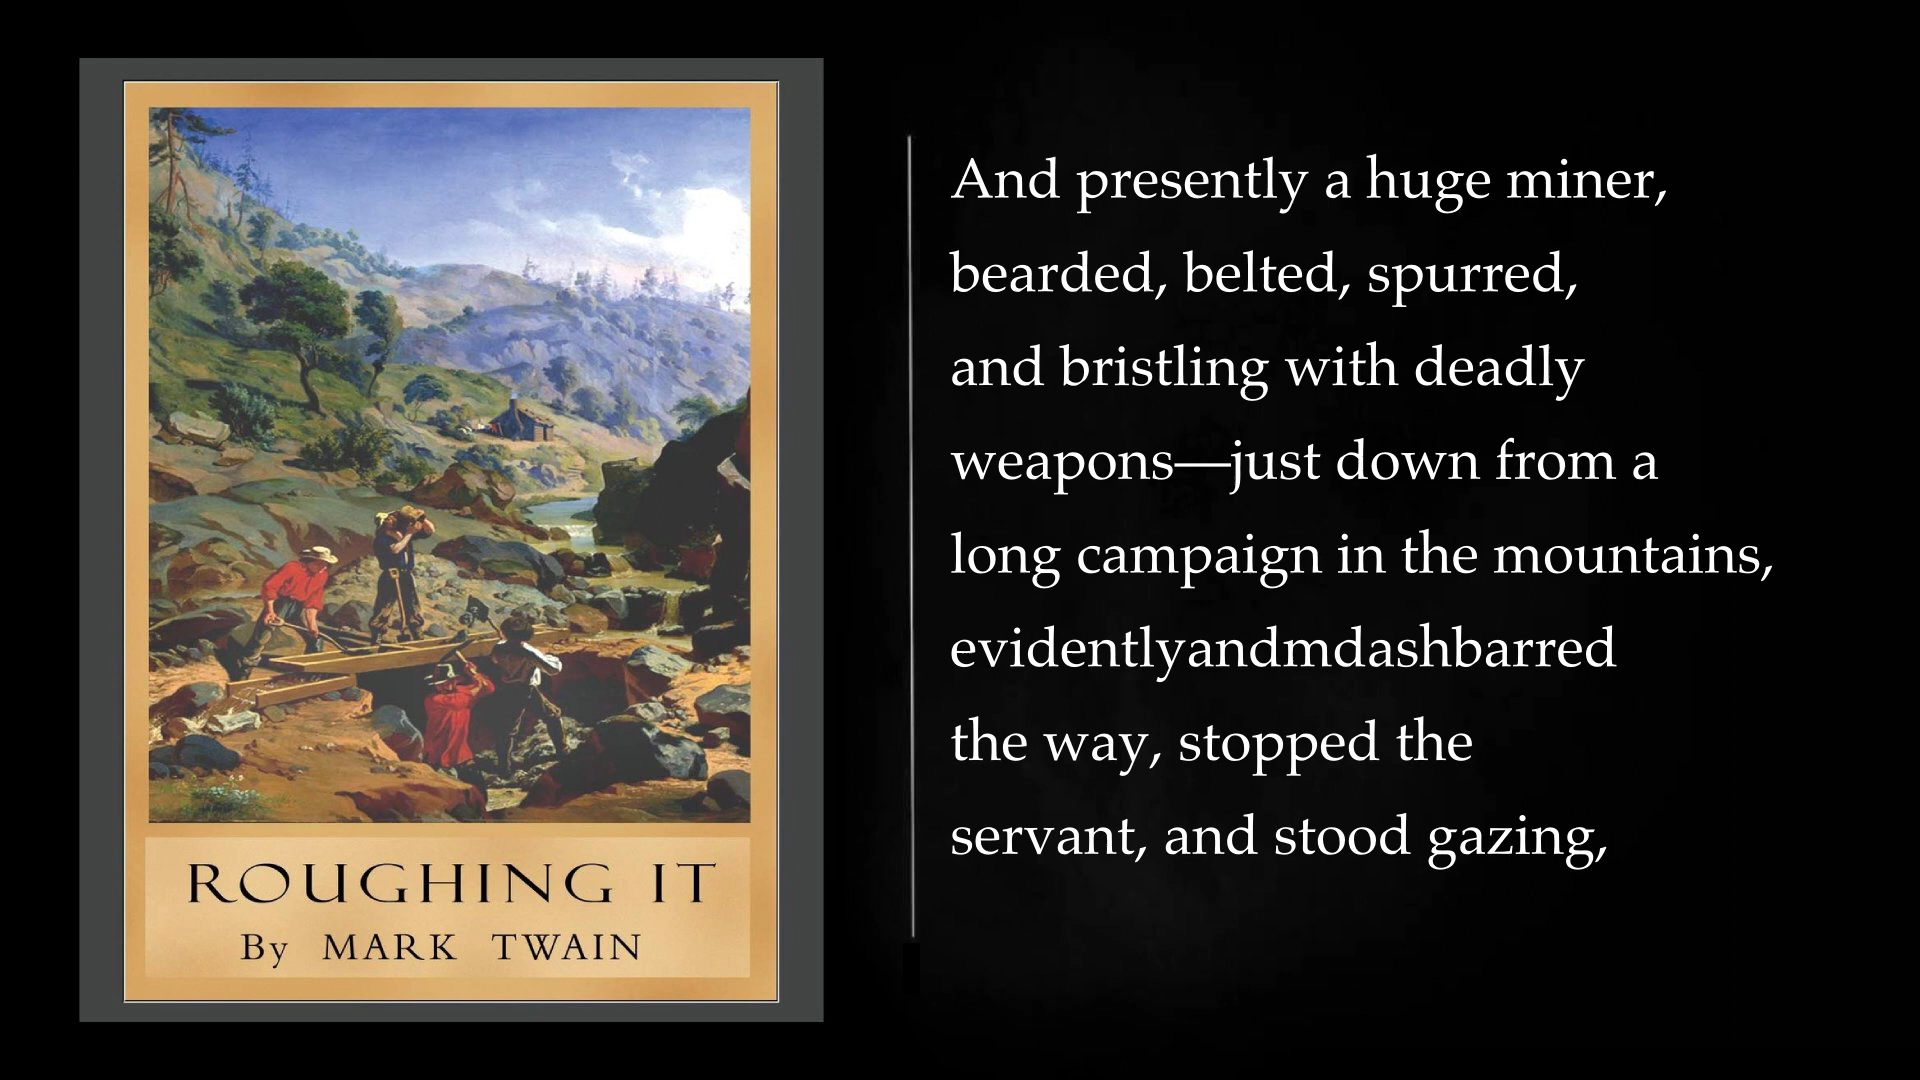 ROUGHING IT
By MARK TWAIN
And presently a huge miner,
bearded, belted, spurred,
and bristling with deadly
weapons—just down from a
long campaign in the mountains,
evidentlyandmdashbarred
the way, stopped the
servant, and stood gazing,